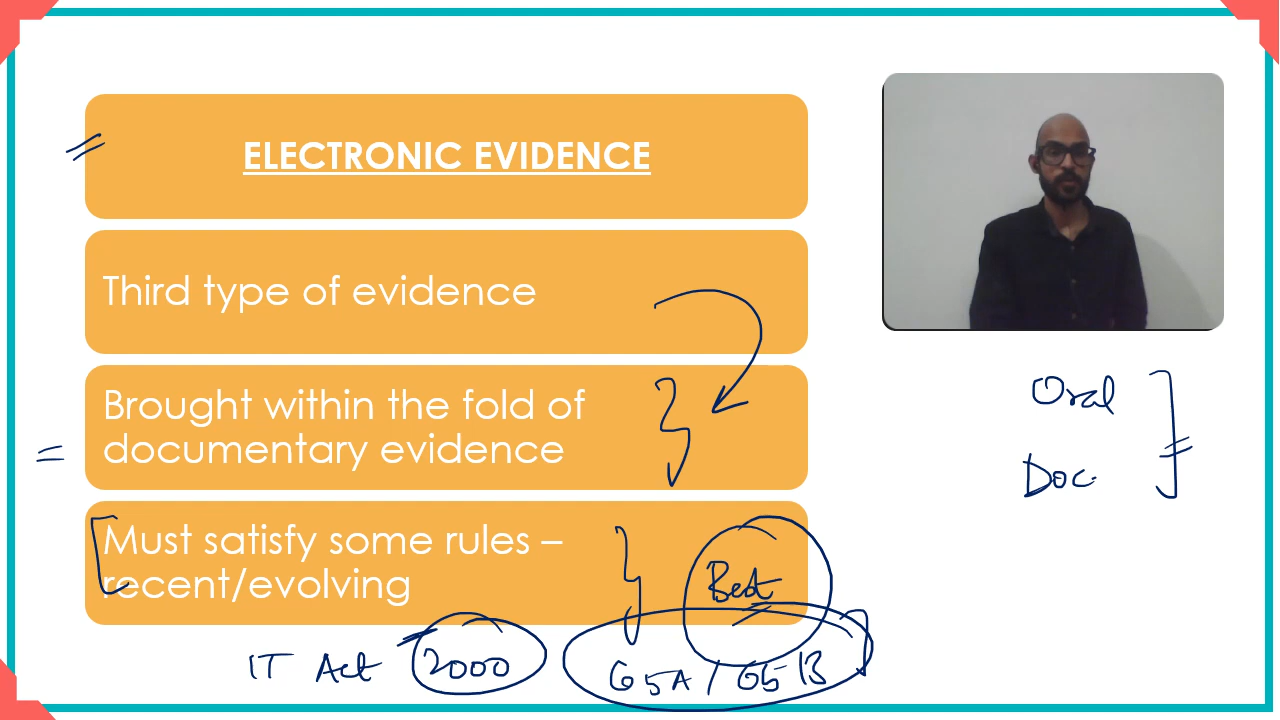 ELECTRONIC EVIDENCE
Third type of evidence
Brought within the fold of
documentary evidence
Must satisfy some rules –
recent/evolving
Oral
Doc
Best
IT Act 2000
65A / 65B